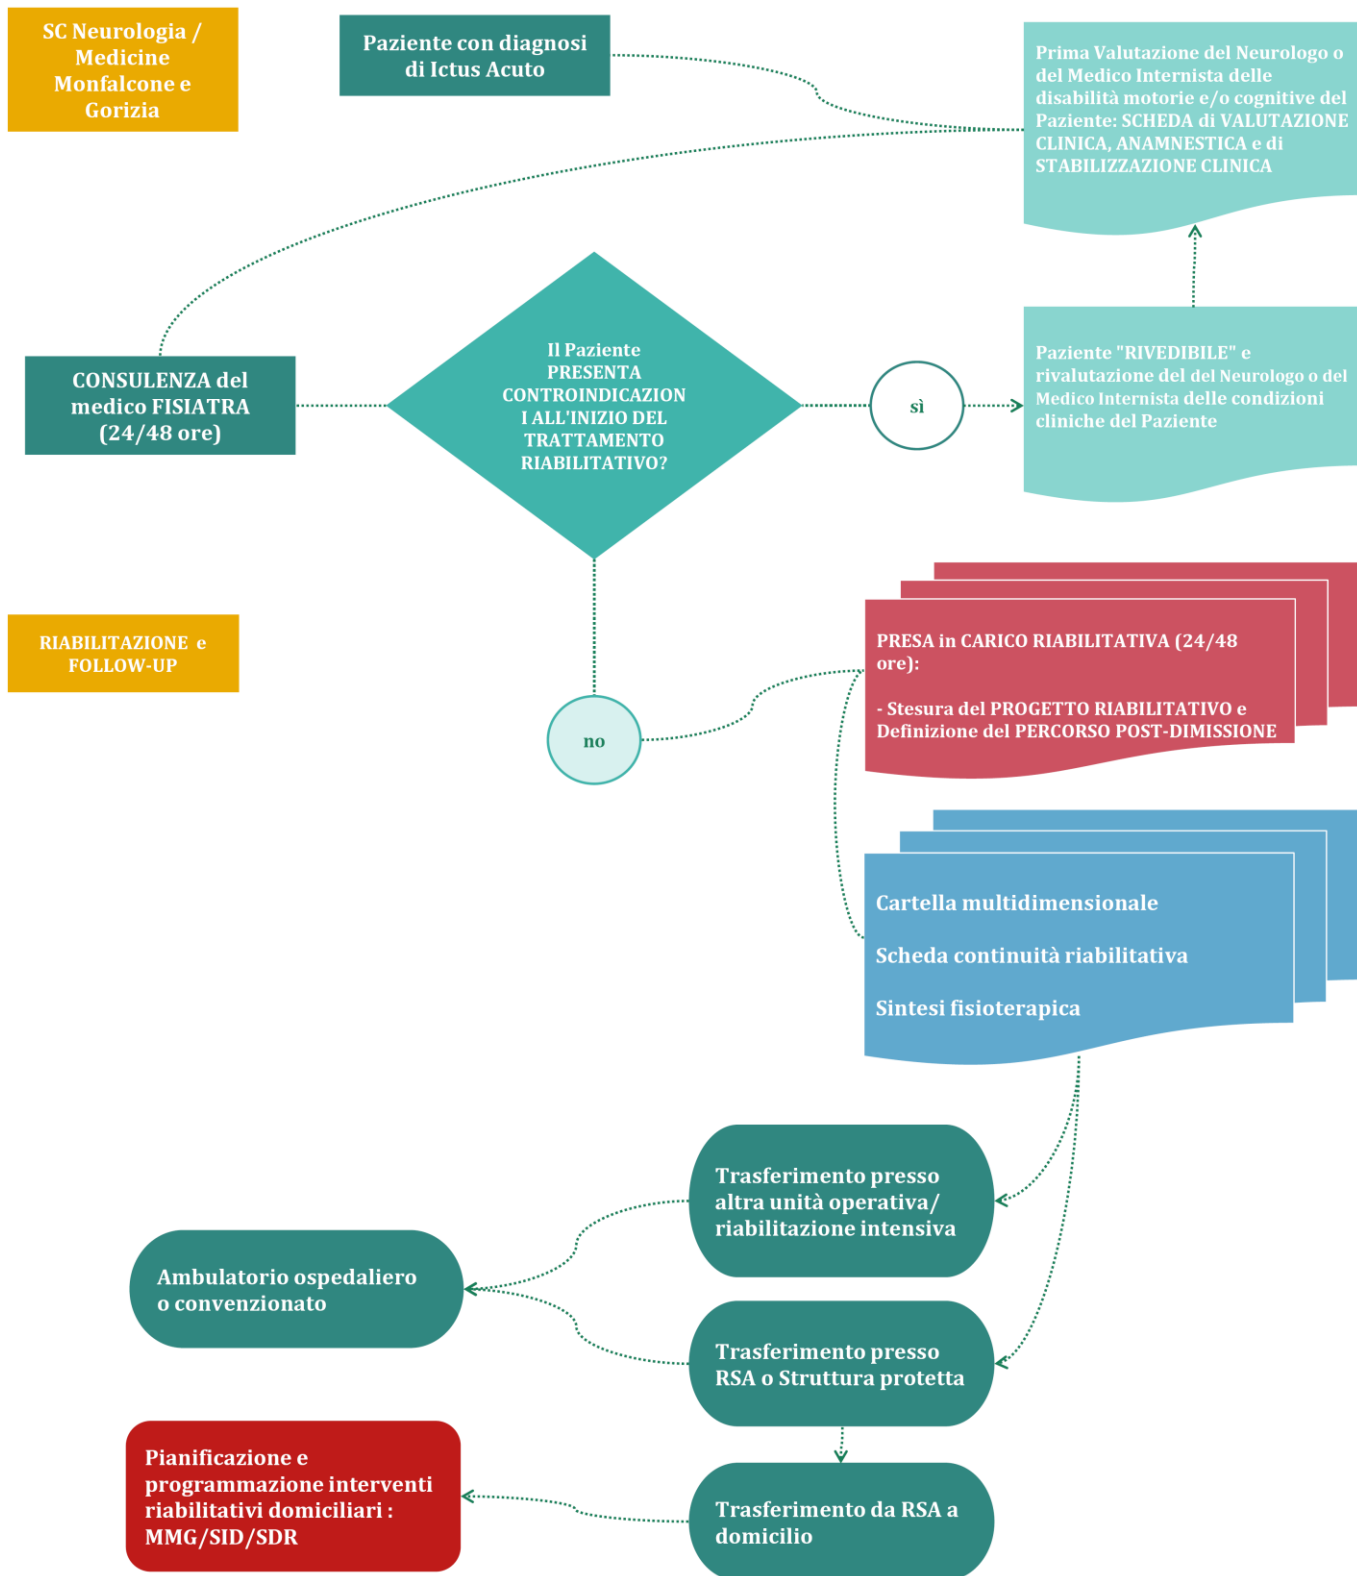 SC Neurologia /
Medicine
Monfalcone e
Gorizia
Paziente con diagnosi
di Ictus Acuto
Prima Valutazione del Neurologo o
del Medico Internista delle
disabilità motorie e/o cognitive del
Paziente: SCHEDA di VALUTAZIONE
CLINICA, ANAMNESTICA e di
STABILIZZAZIONE CLINICA
CONSULENZA del
medico FISIATRA
(24/48 ore)
Il Paziente
PRESENTA
CONTROINDICAZION
I ALL'INIZIO DEL
TRATTAMENTO
RIABILITATIVO?
sì
Paziente "RIVEDIBILE" e
rivalutazione del del Neurologo o del
Medico Internista delle condizioni
cliniche del Paziente
RIABILITAZIONE e
FOLLOW-UP
no
PRESA in CARICO RIABILITATIVA (24/48
ore):
- Stesura del PROGETTO RIABILITATIVO e
Definizione del PERCORSO POST-DIMISSIONE
Cartella multidimensionale
Scheda continuità riabilitativa
Sintesi fisioterapica
Trasferimento presso
altra unità operativa/
riabilitazione intensiva
Ambulatorio ospedaliero
o convenzionato
Trasferimento presso
RSA o Struttura protetta
Pianificazione e
programmazione interventi
riabilitativi domiciliari :
MMG/SID/SDR
Trasferimento da RSA a
domicilio